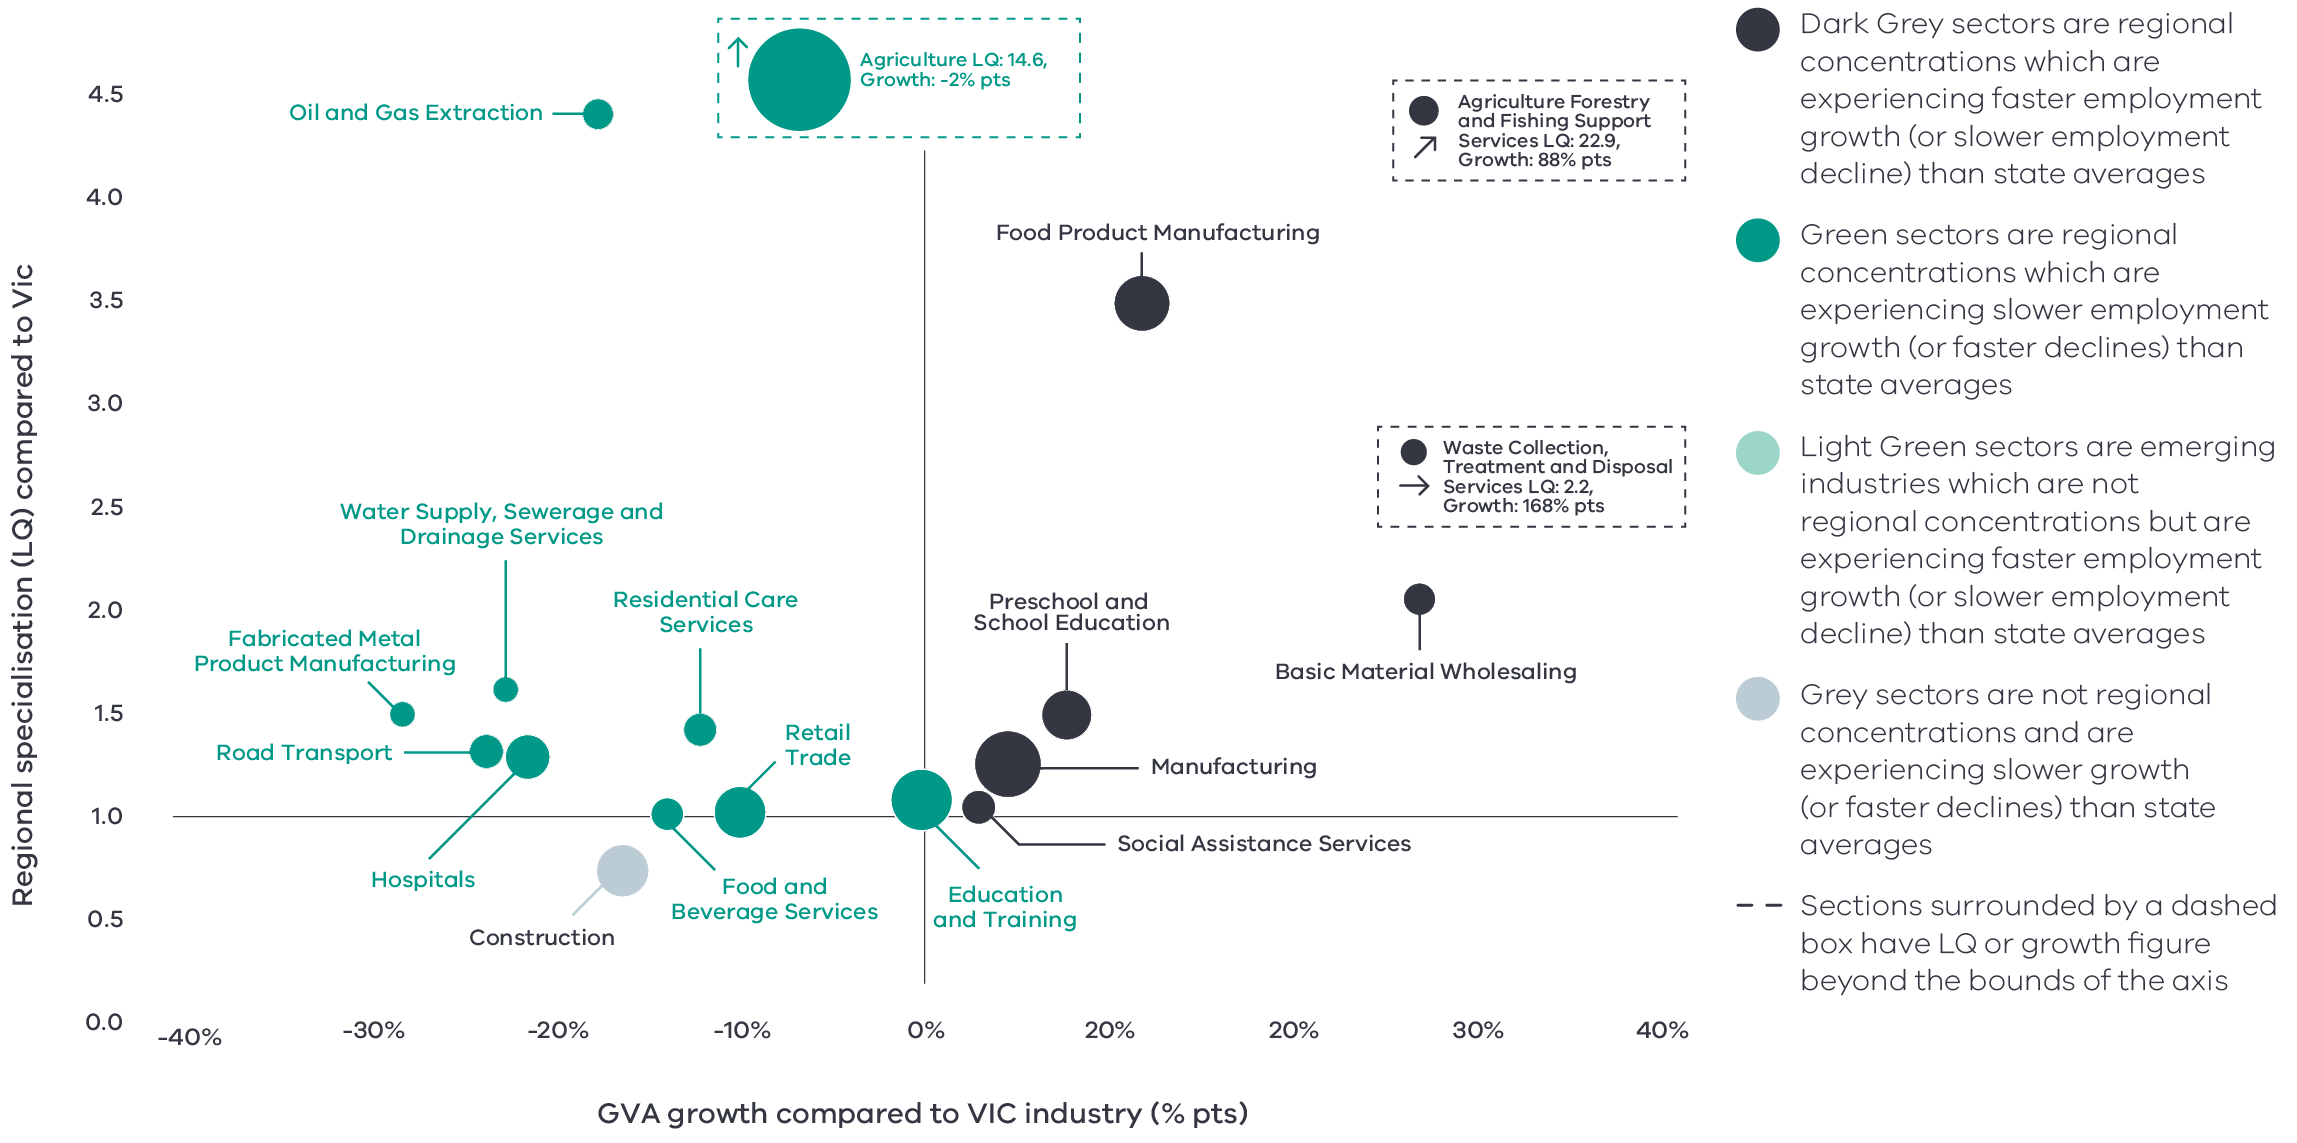 Agriculture LQ: 14.6,
Growth: -2% pts
Oil and Gas Extraction
Agriculture Forestry
and Fishing Support
Services LQ: 22.9,
Growth: 88% pts
Food Product Manufacturing
Waste Collection,
Treatment and Disposal
Services LQ: 2.2,
Growth: 168% pts
Water Supply, Sewerage and
Drainage Services
Residential Care
Services
Preschool and
School Education
Fabricated Metal
Product Manufacturing
Basic Material Wholesaling
Road Transport
Retail
Trade
Manufacturing
Social Assistance Services
Hospitals
Food and
Beverage Services
Education
and Training
Construction
Regional specialisation (LQ) compared to Vic
4.5
4.0
3.5
3.0
2.5
2.0
1.5
1.0
0.5
0.0
-40%
-30%
-20%
-10%
0%
20%
20%
30%
40%
GVA growth compared to VIC industry (% pts)
Dark Grey sectors are regional
concentrations which are
experiencing faster employment
growth (or slower employment
decline) than state averages
Green sectors are regional
concentrations which are
experiencing slower employment
growth (or faster declines) than
state averages
Light Green sectors are emerging
industries which are not
regional concentrations but are
experiencing faster employment
growth (or slower employment
decline) than state averages
Grey sectors are not regional
concentrations and are
experiencing slower growth
(or faster declines) than state
averages
Sections surrounded by a dashed
box have LQ or growth figure
beyond the bounds of the axis